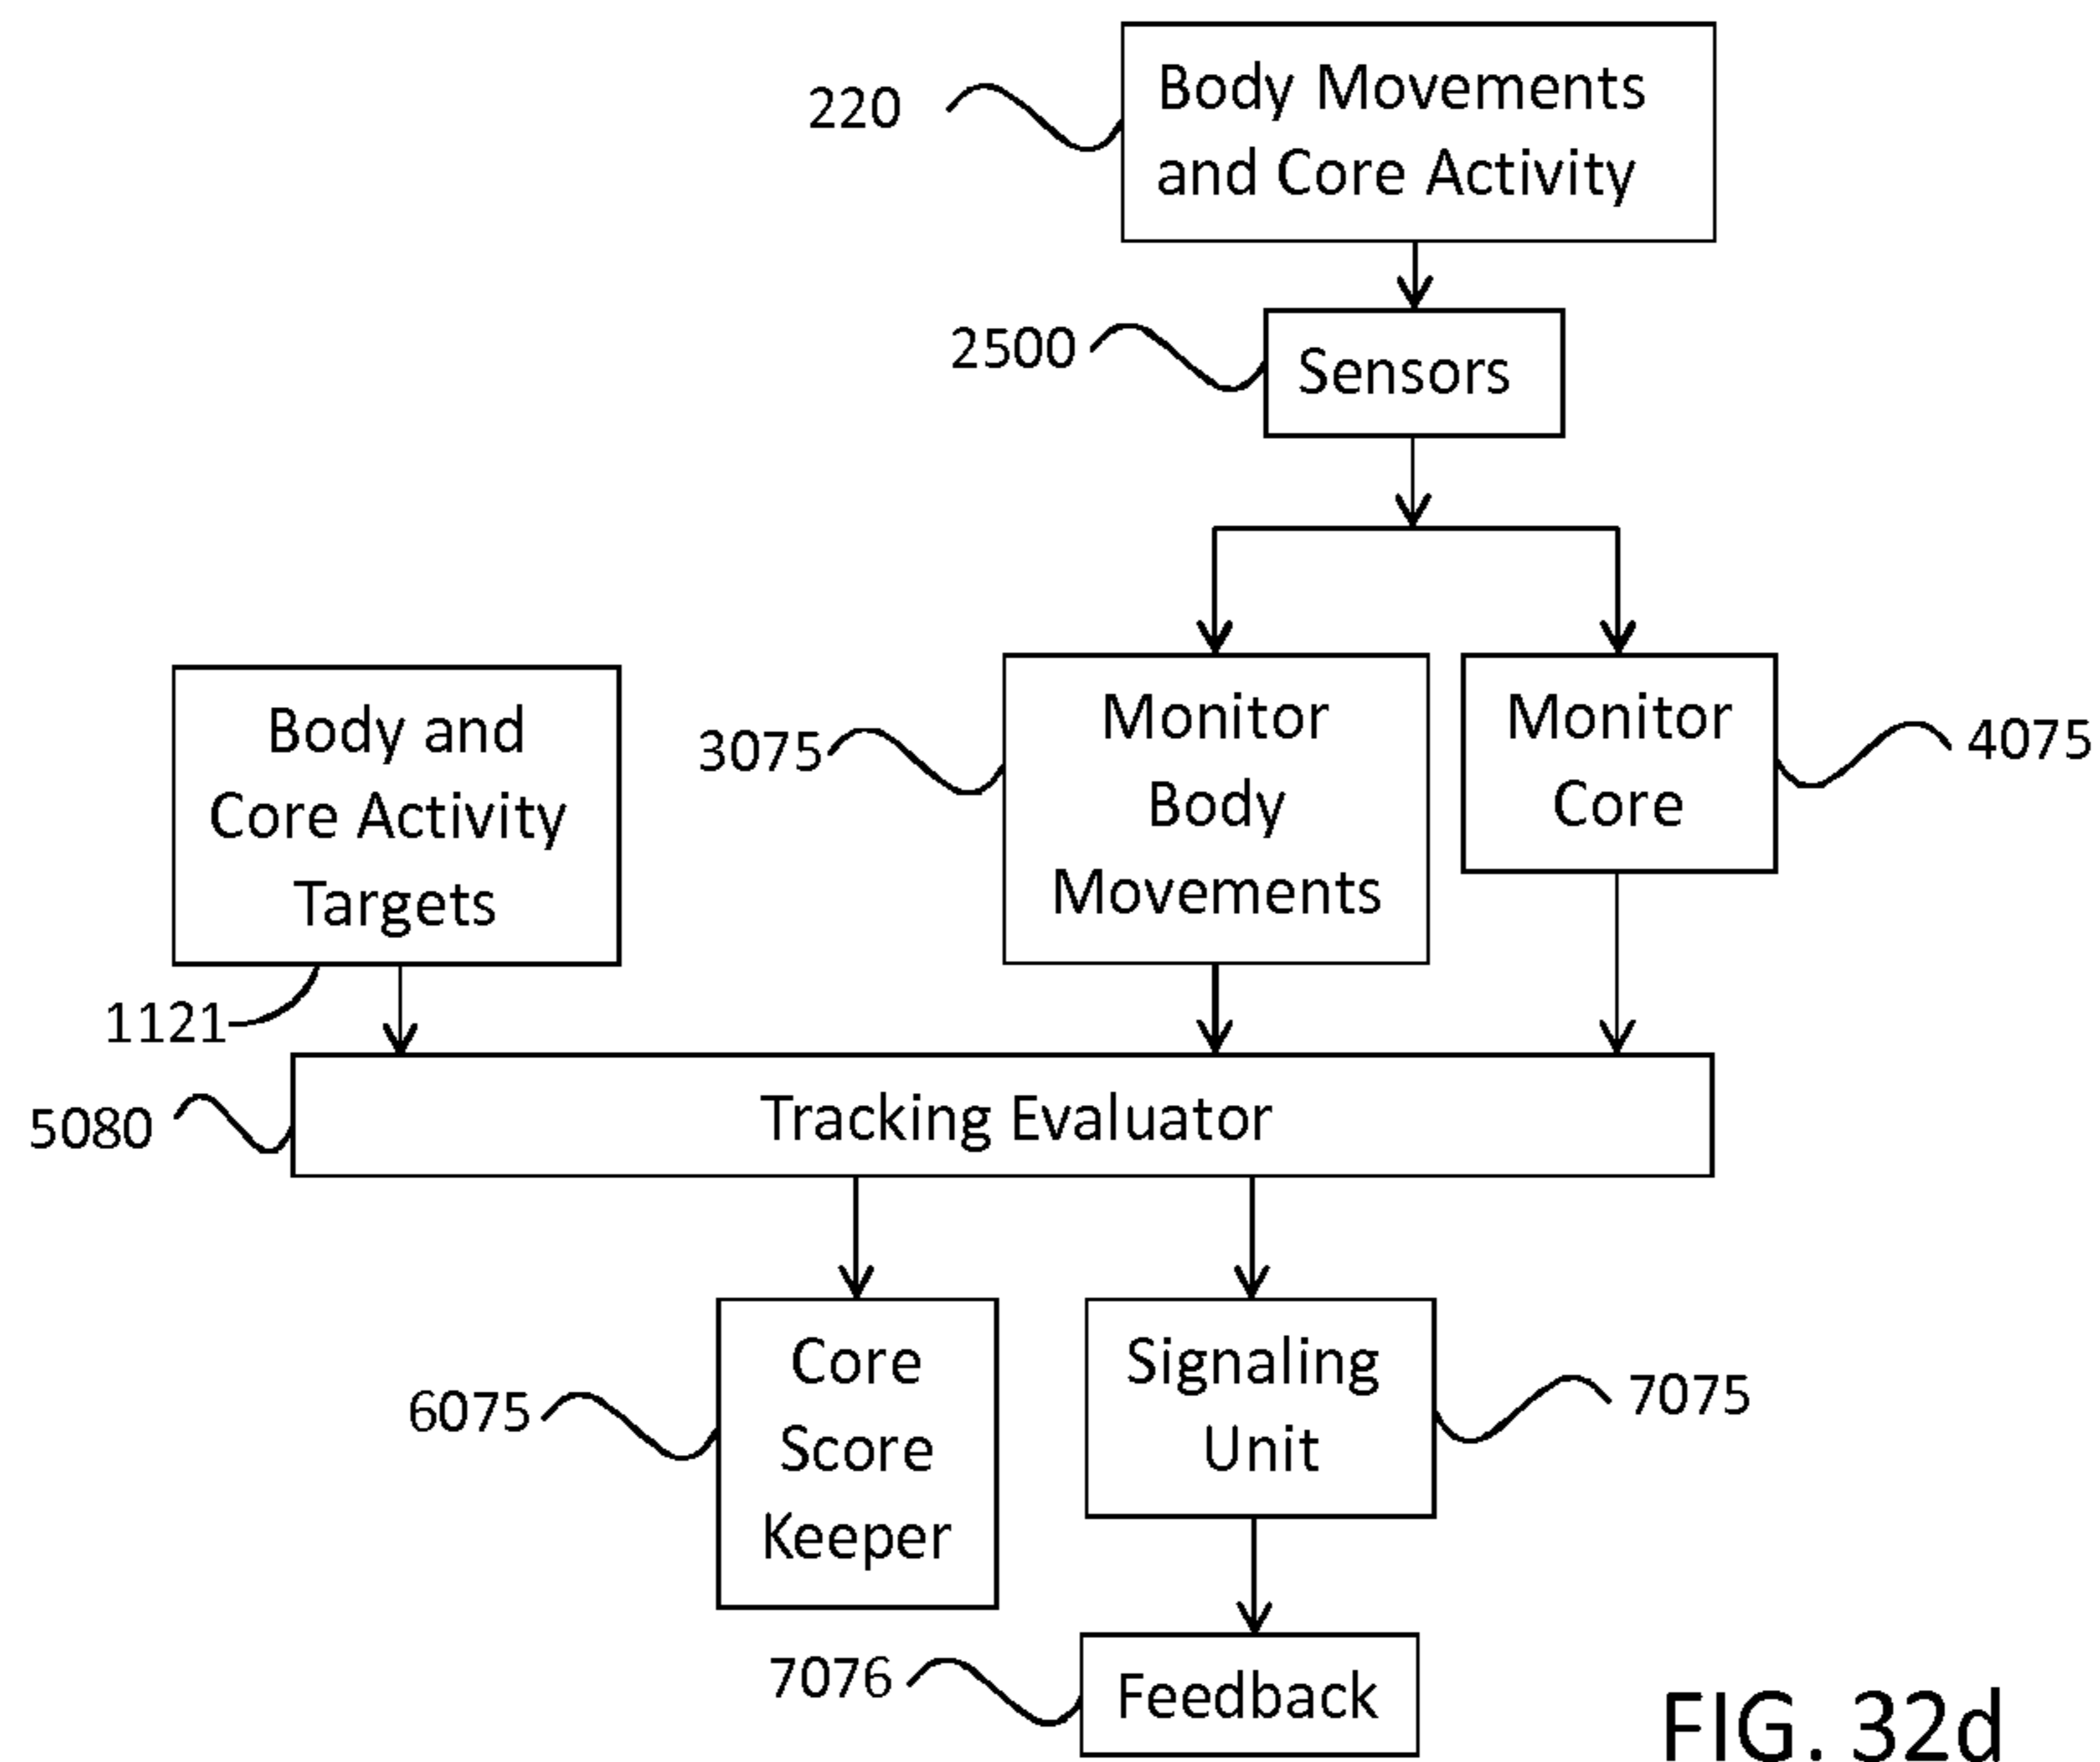 220
Body Movements
and Core Activity
2500
Sensors
Body and
Core Activity
Targets
1121
3075
Monitor
Body
Movements
Monitor
Core
4075
5080
Tracking Evaluator
6075
Core
Score
Keeper
Signaling
Unit
7075
7076
Feedback
FIG. 32d